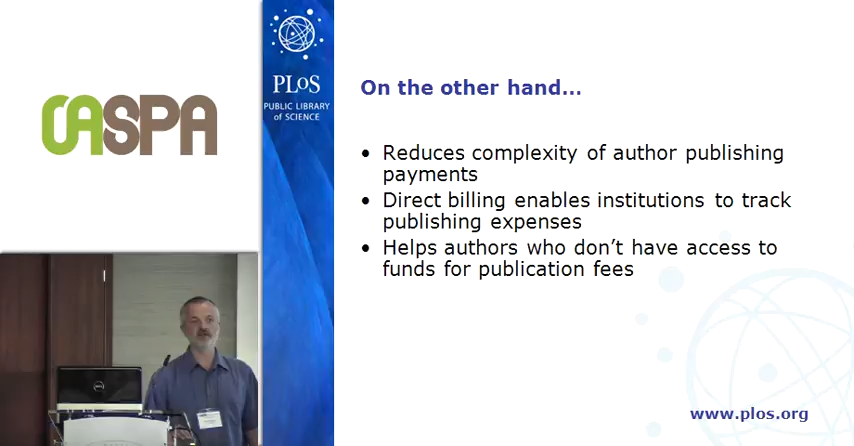 OASPA
PLoS
PUBLIC LIBRARY
of SCIENCE
On the other hand...
• Reduces complexity of author publishing
payments
• Direct billing enables institutions to track
publishing expenses
• Helps authors who don’t have access to
funds for publication fees
www.plos.org